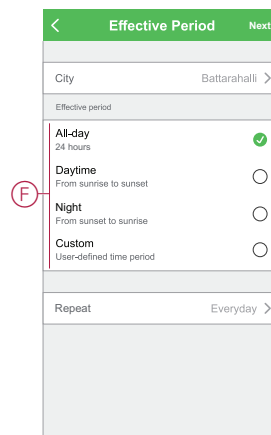 Effective Period Next
City Battarahalli
Effective period
All-day
24 hours
Daytime
From sunrise to sunset
F
Night
From sunset to sunrise
Custom
User-defined time period
Repeat Everyday